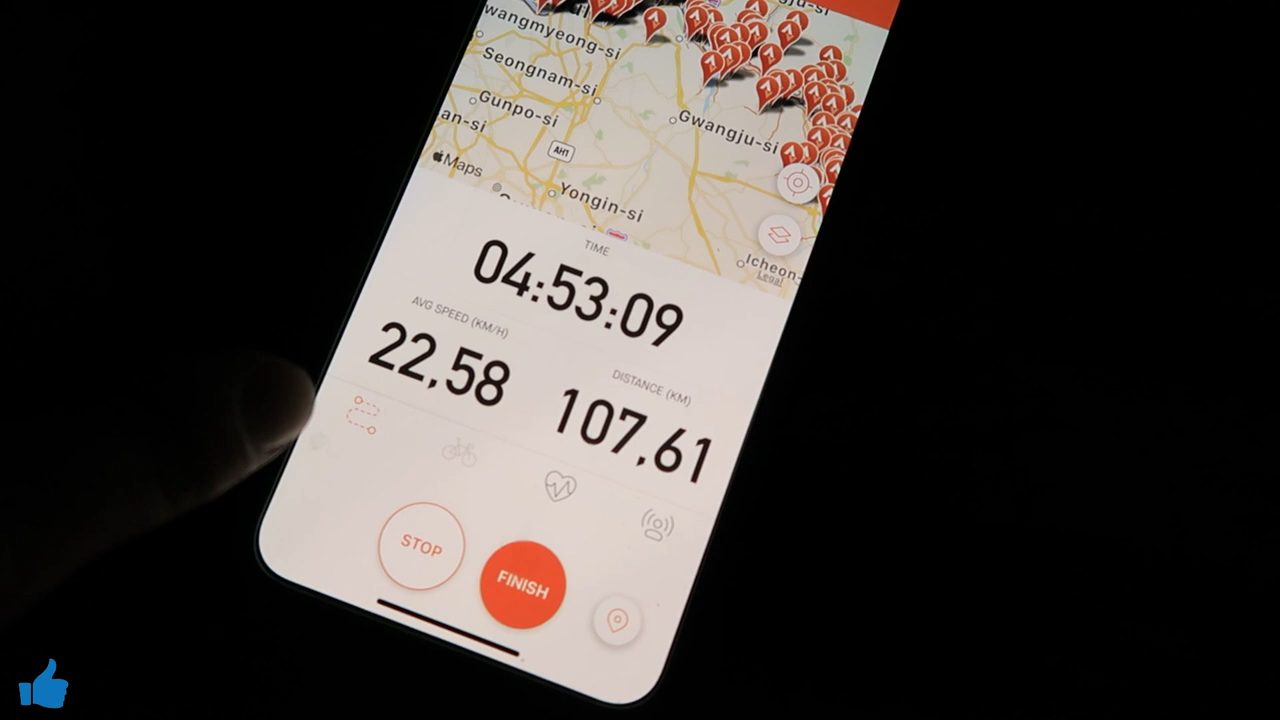 wangmyeong-si
Seongnam-si
Gunpo-si
an-si
Gwangju-si
AH1
Maps
Yongin-si
Icheon-
Legal
TIME
04:53:09
AVG SPEED (KM/H)
22,58
DISTANCE (KM)
107,61
STOP
FINISH